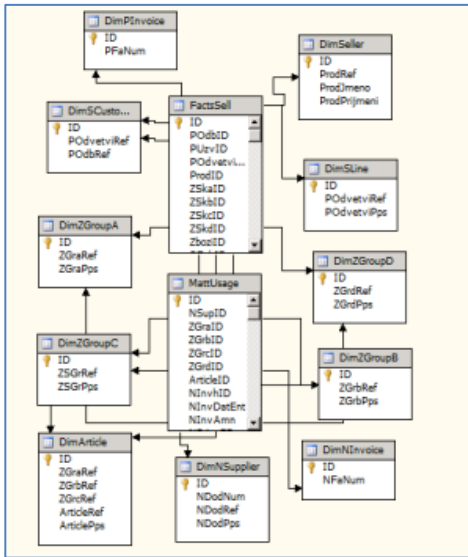 DimPInvoice
ID
PFaNum
DimSeller
ID
ProdRef
ProdJmeno
ProdPrijmeni
DimSCusto...
ID
POdvetviRef
POdbRef
FactsSell
ID
POdbID
PUzvID
POdvetvi...
ProdID
ZSkaID
ZSkbID
ZSkcID
ZSkdID
ZbozID
DimSLine
ID
POdvetviRef
POdvetviPps
DimZGroupA
ID
ZGraRef
ZGraPps
DimZGroupD
ID
ZGrdRef
ZGrdPps
MattUsage
ID
NSupID
ZGraID
ZGrbID
ZGrcID
ZGrdID
ArticleID
NInvhID
NInvDatEnt
NInvAmn
DimZGroupC
ID
ZSGrRef
ZSGrPps
DimZGroupB
ID
ZGrbRef
ZGrbPps
DimArticle
ID
ZGraRef
ZGrbRef
ZGrcRef
ArticleRef
ArticlePps
DimNSupplier
ID
NDodNum
NDodRef
NDodPps
DimNInvoice
ID
NFaNum